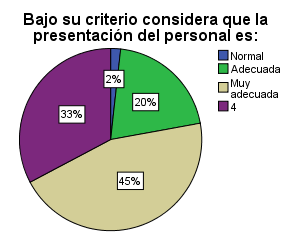 Bajo su criterio considera que la
presentación del personal es:
Normal
Adecuada
Muy
adecuada
4
2%
20%
33%
45%